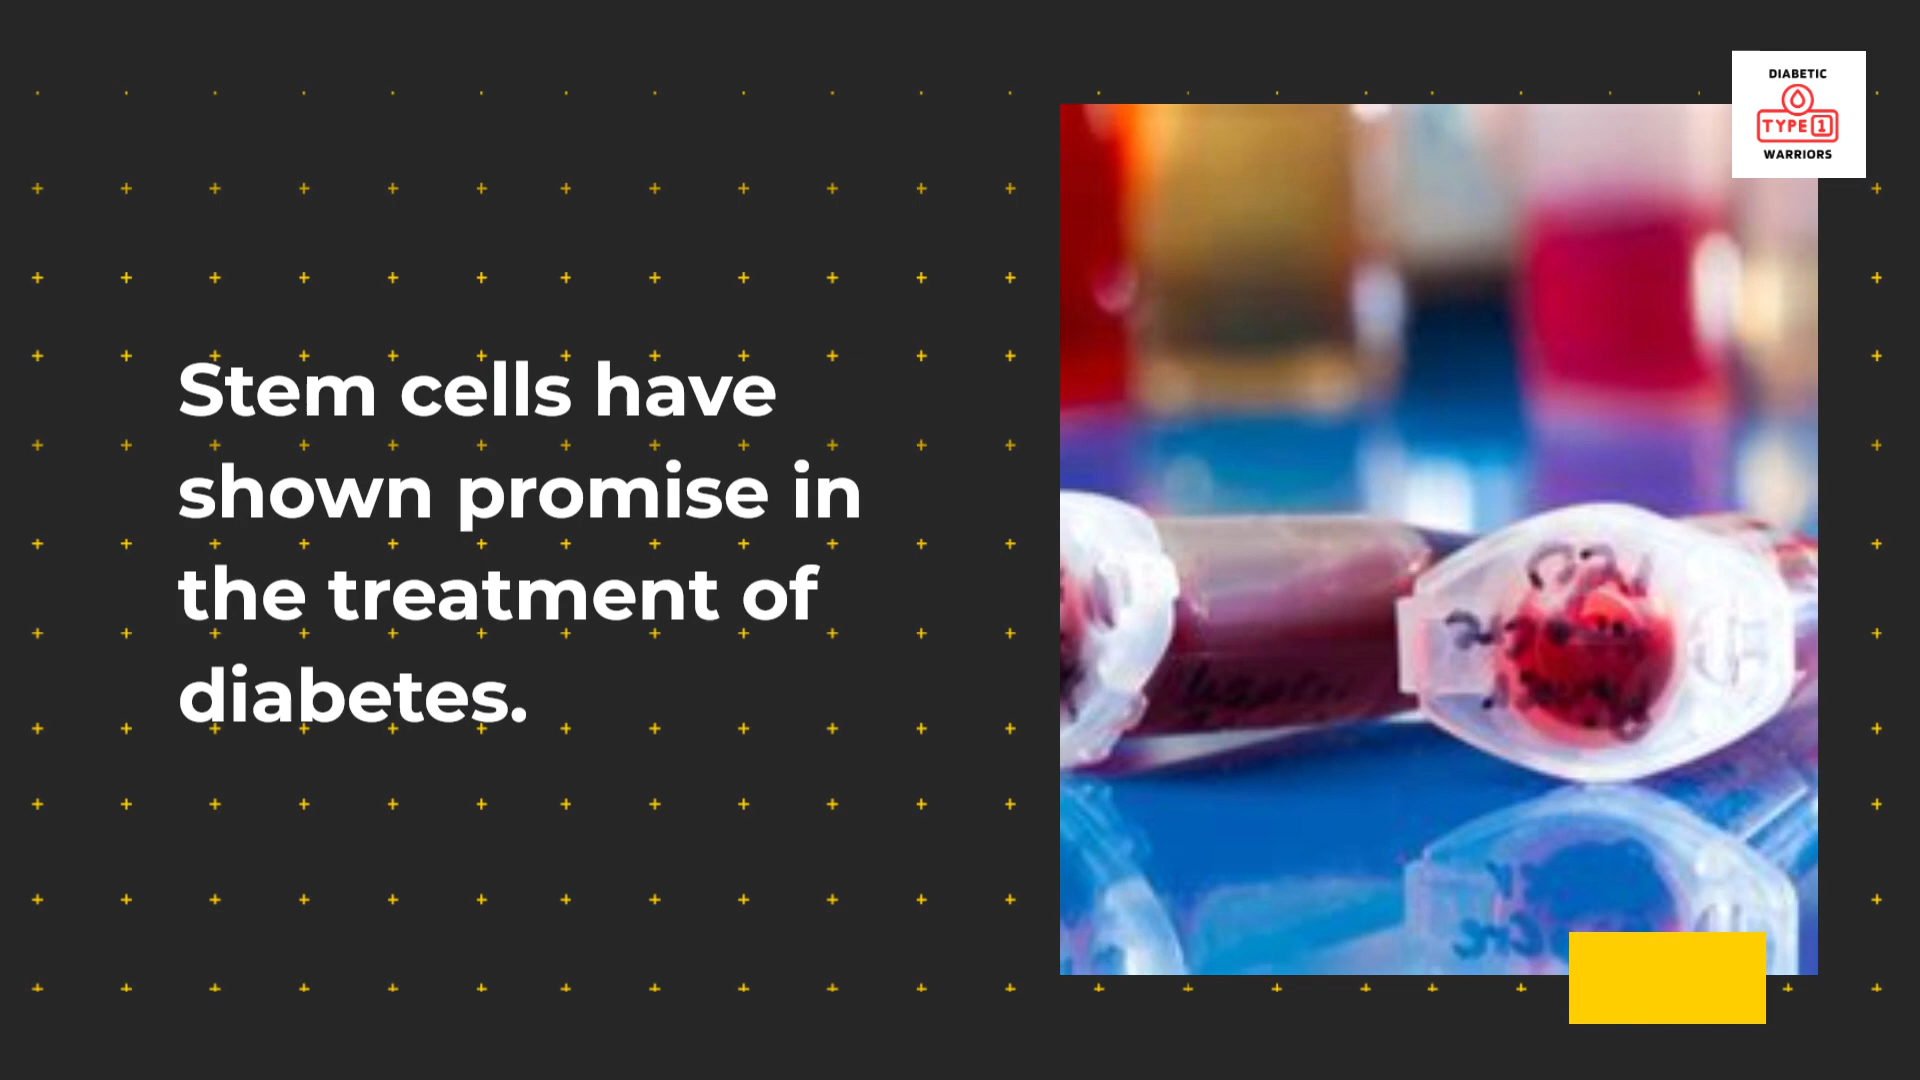 DIABETIC
TYPE 1
WARRIORS
Stem cells have
shown promise in
the treatment of
diabetes.